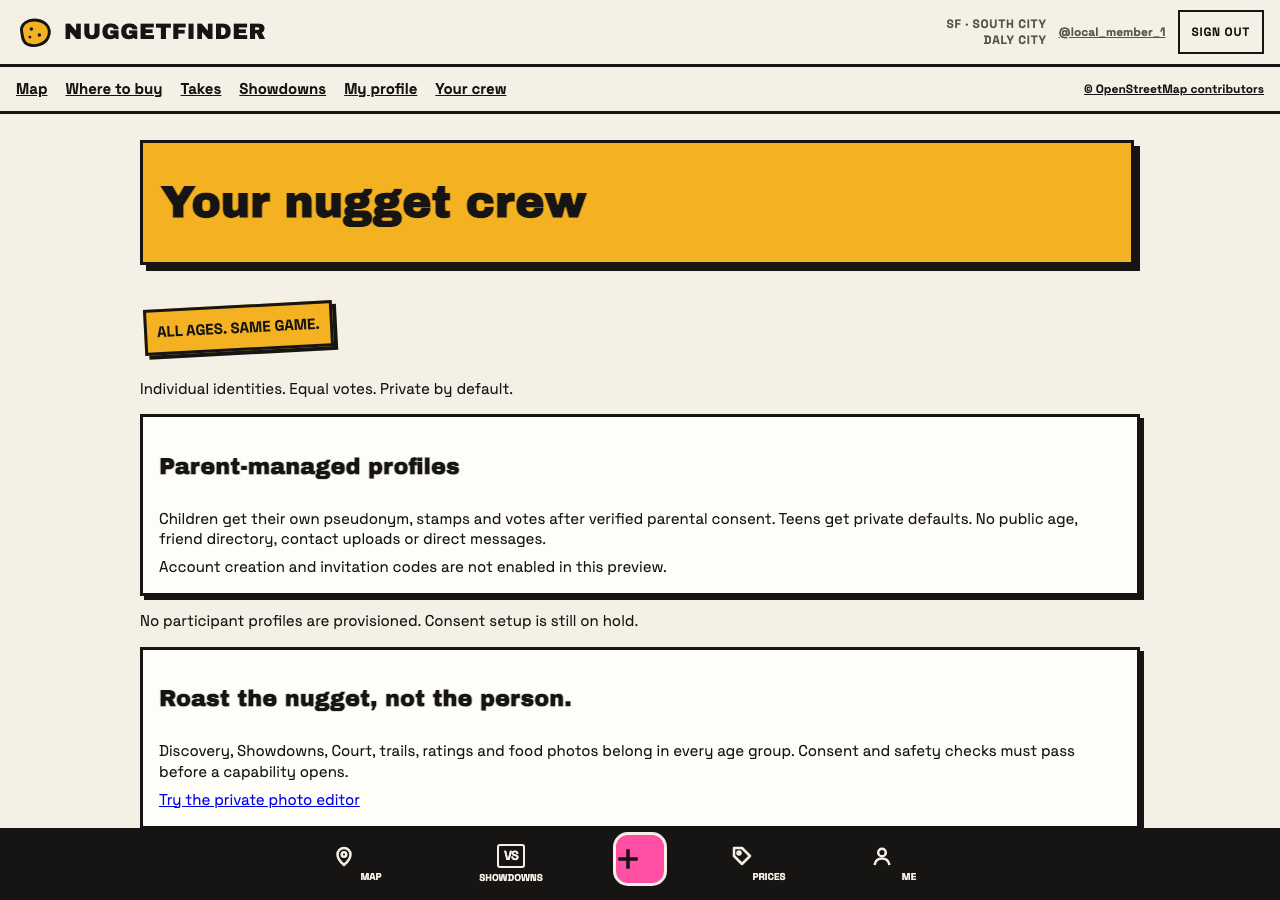 NUGGETFINDER
SF · SOUTH CITY
DALY CITY
@local_member_1
SIGN OUT
Map
Where to buy
Takes
Showdowns
My profile
Your crew
© OpenStreetMap contributors
Your nugget crew
ALL AGES. SAME GAME.
Individual identities. Equal votes. Private by default.
Parent-managed profiles
Children get their own pseudonym, stamps and votes after verified parental consent. Teens get private defaults. No public age,
friend directory, contact uploads or direct messages.
Account creation and invitation codes are not enabled in this preview.
No participant profiles are provisioned. Consent setup is still on hold.
Roast the nugget, not the person.
Discovery, Showdowns, Court, trails, ratings and food photos belong in every age group. Consent and safety checks must pass
before a capability opens.
Try the private photo editor
MAP
VS
SHOWDOWNS
+
PRICES
ME